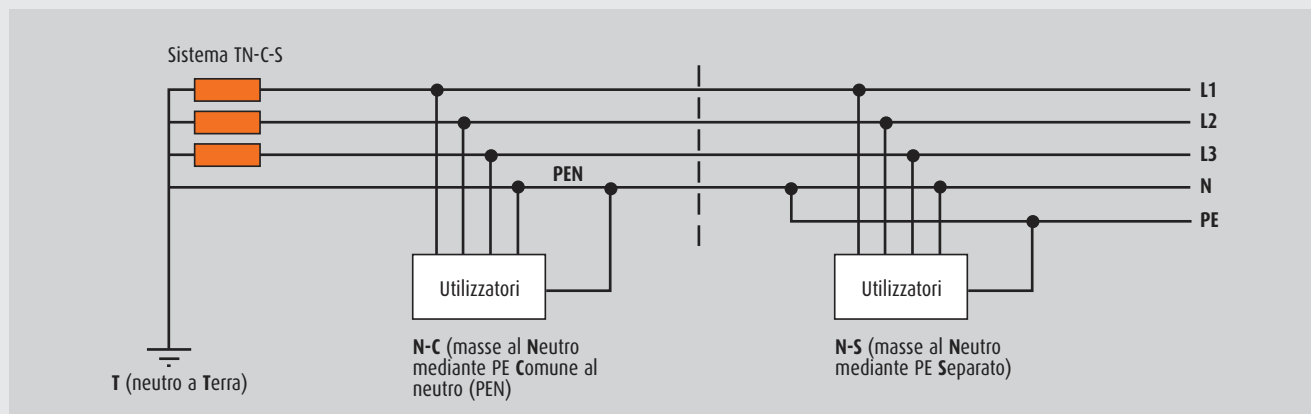 Sistema TN-C-S
L1
L2
L3
PEN
N
PE
Utilizzatori
Utilizzatori
N-C (masse al Neutro
mediante PE Comune al
neutro (PEN)
N-S (masse al Neutro
mediante PE Separato)
T (neutro a Terra)